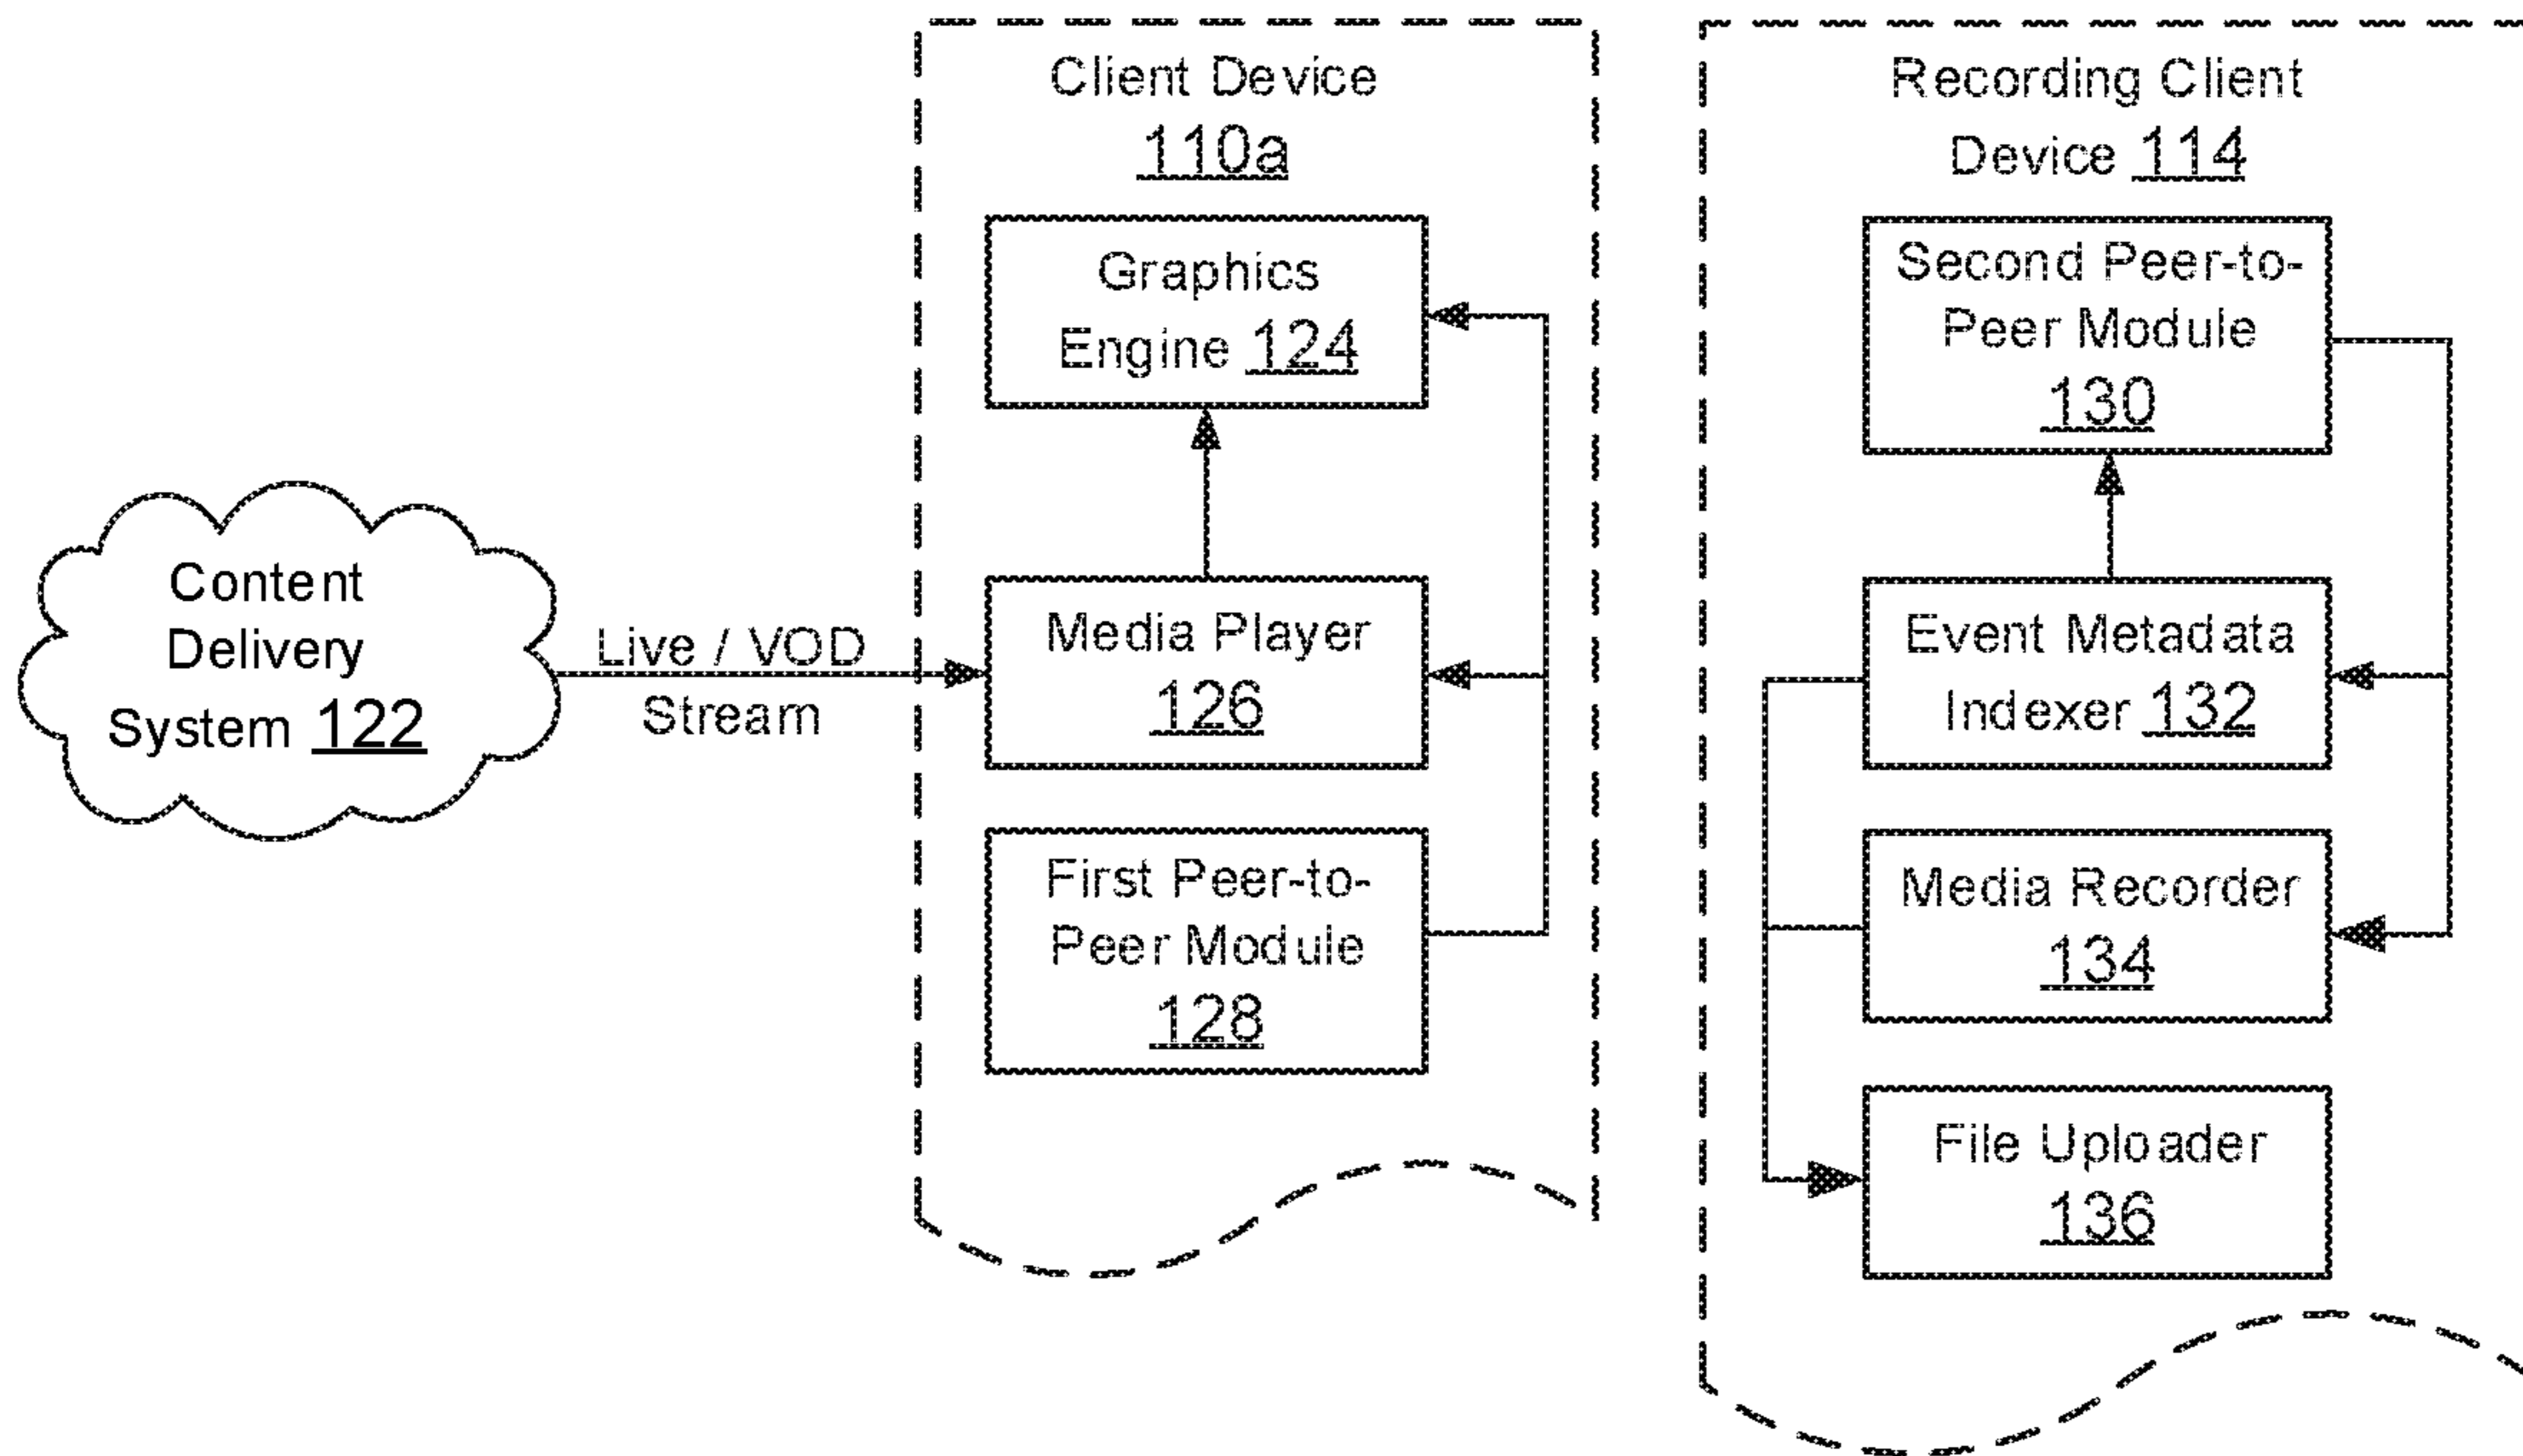 Content
Delivery
System 122
Live / VOD
Stream
Client Device
110a
Graphics
Engine 124
Media Player
126
First Peer-to-
Peer Module
128
Recording Client
Device 114
Second Peer-to-
Peer Module
130
Event Metadata
Indexer 132
Media Recorder
134
File Uploader
136